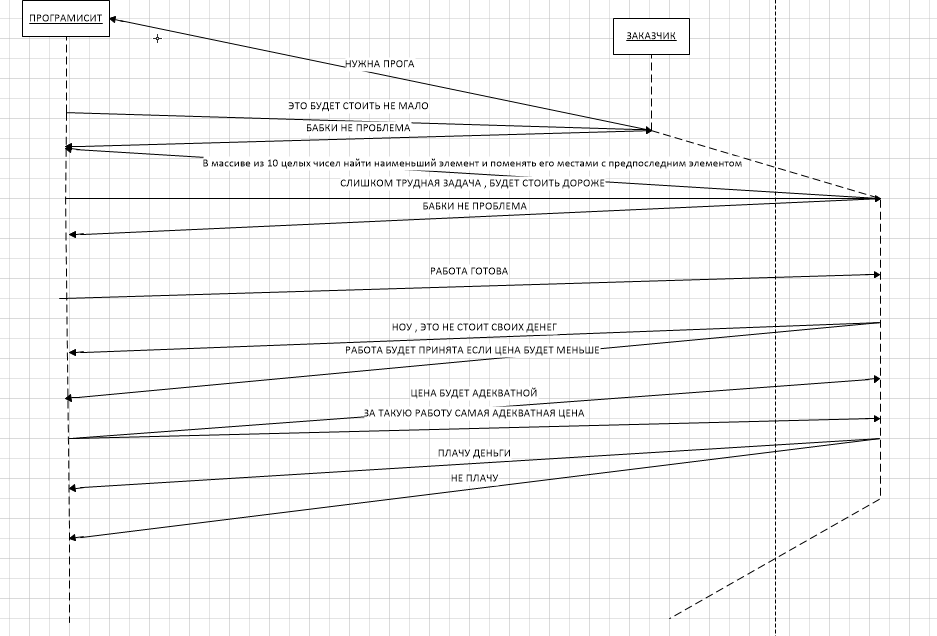 ПРОГРАМИСИТ
ЗАКАЗЧИК
НУЖНА ПРОГА
ЭТО БУДЕТ СТОИТЬ НЕ МАЛО
БАБКИ НЕ ПРОБЛЕМА
В массиве из 10 целых чисел найти наименьший элемент и поменять его местами с предпоследним элементом
СЛИШКОМ ТРУДНАЯ ЗАДАЧА , БУДЕТ СТОИТЬ ДОРОЖЕ
БАБКИ НЕ ПРОБЛЕМА
РАБОТА ГОТОВА
НОУ , ЭТО НЕ СТОИТ СВОИХ ДЕНЕГ
РАБОТА БУДЕТ ПРИНЯТА ЕСЛИ ЦЕНА БУДЕТ МЕНЬШЕ
ЦЕНА БУДЕТ АДЕКВАТНОЙ
ЗА ТАКУЮ РАБОТУ САМАЯ АДЕКВАТНАЯ ЦЕНА
ПЛАЧУ ДЕНЬГИ
НЕ ПЛАЧУ